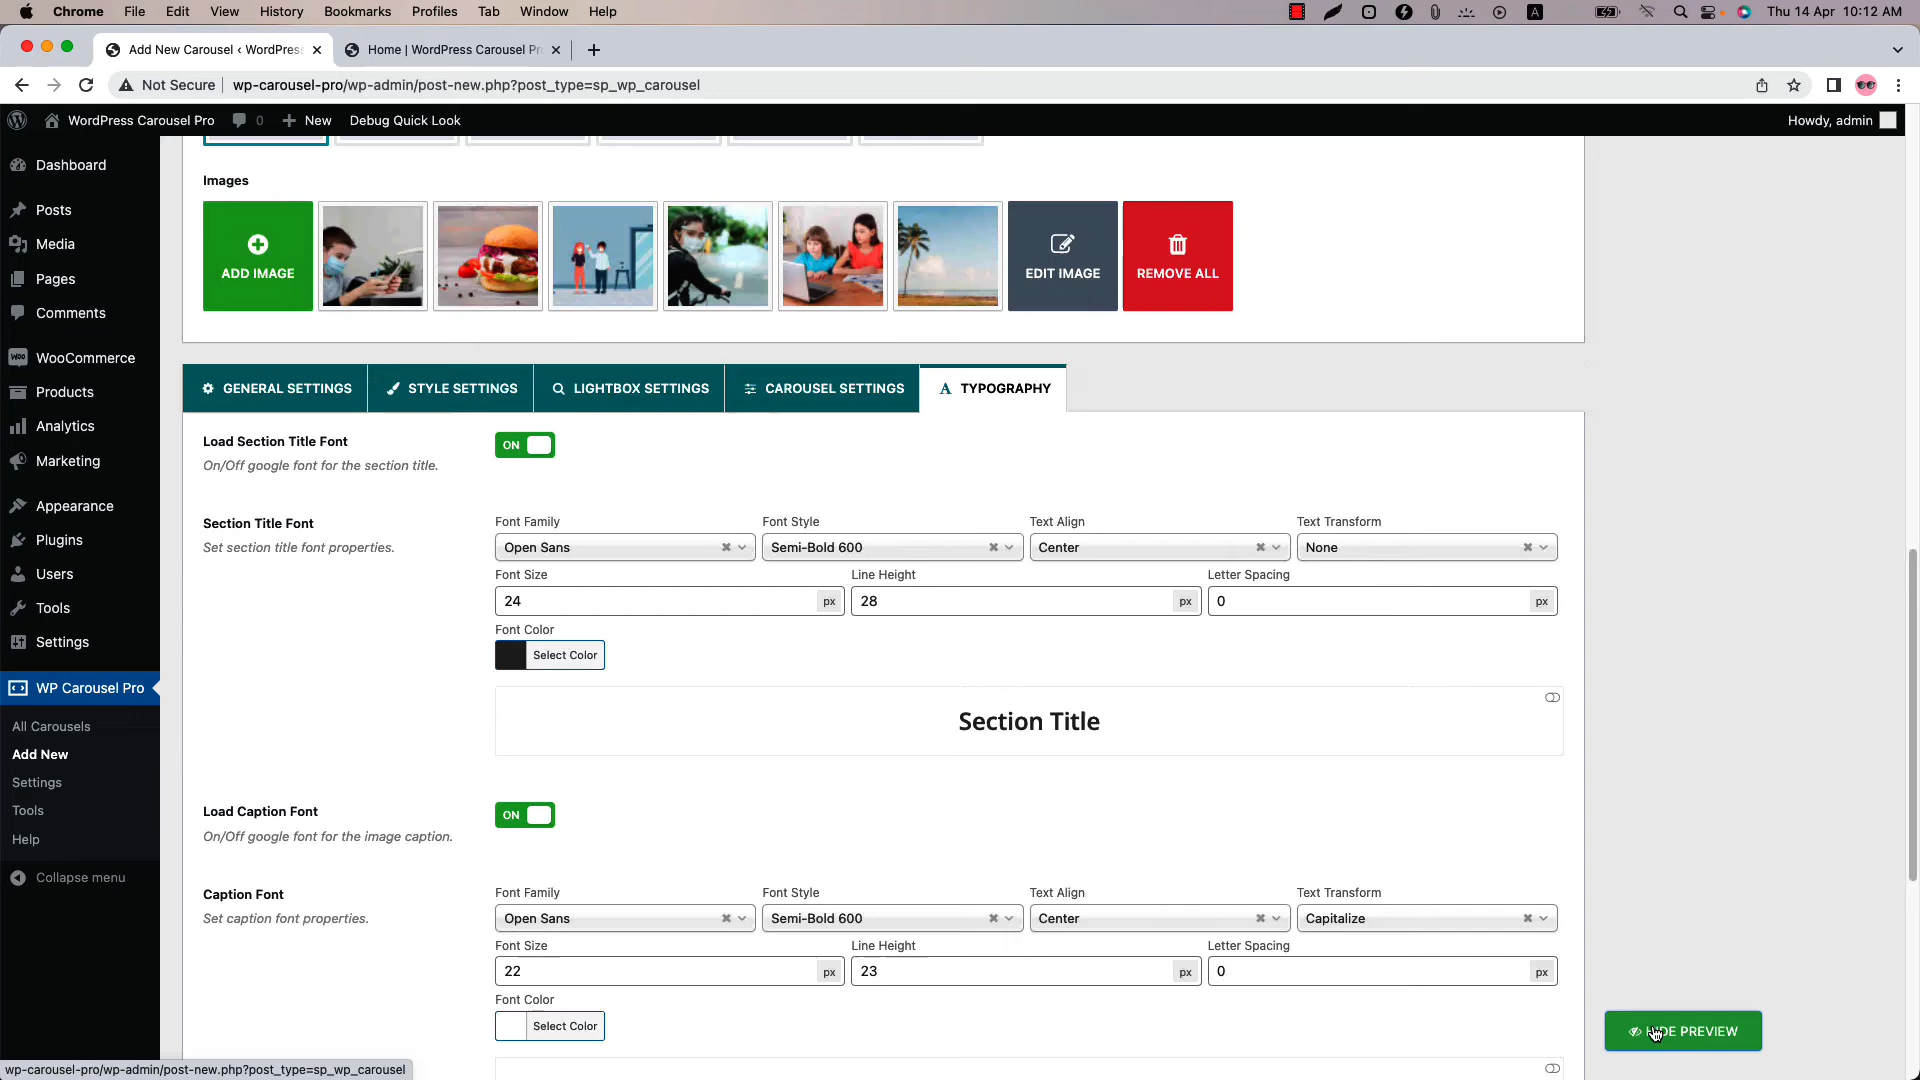 Chrome File Edit View History Bookmarks Profiles Tab Window Help A Thu 14 Apr 10:12 AM
Add New Carousel ‹ WordPress Home | WordPress Carousel Pr
Not Secure wp-carousel-pro/wp-admin/post-new.php?post_type=sp_wp_carousel
WordPress Carousel Pro 0 New Debug Quick Look Howdy, admin
Dashboard
Posts
Media
Pages
Comments
WooCommerce
Products
Analytics
Marketing
Appearance
Plugins
Users
Tools
Settings
WP Carousel Pro
All Carousels
Add New
Settings
Tools
Help
Collapse menu
Images
ADD IMAGE EDIT IMAGE REMOVE ALL
GENERAL SETTINGS STYLE SETTINGS LIGHTBOX SETTINGS CAROUSEL SETTINGS A TYPOGRAPHY
Load Section Title Font ON
On/Off google font for the section title.
Section Title Font
Set section title font properties.
Font Family Font Style Text Align Text Transform
Open Sans Semi-Bold 600 Center None
Font Size Line Height Letter Spacing
24 px 28 px 0 px
Font Color
Select Color
Section Title
Load Caption Font ON
On/Off google font for the image caption.
Caption Font
Set caption font properties.
Font Family Font Style Text Align Text Transform
Open Sans Semi-Bold 600 Center Capitalize
Font Size Line Height Letter Spacing
22 px 23 px 0 px
Font Color
Select Color
PREVIEW
wp-carousel-pro/wp-admin/post-new.php?post_type=sp_wp_carousel